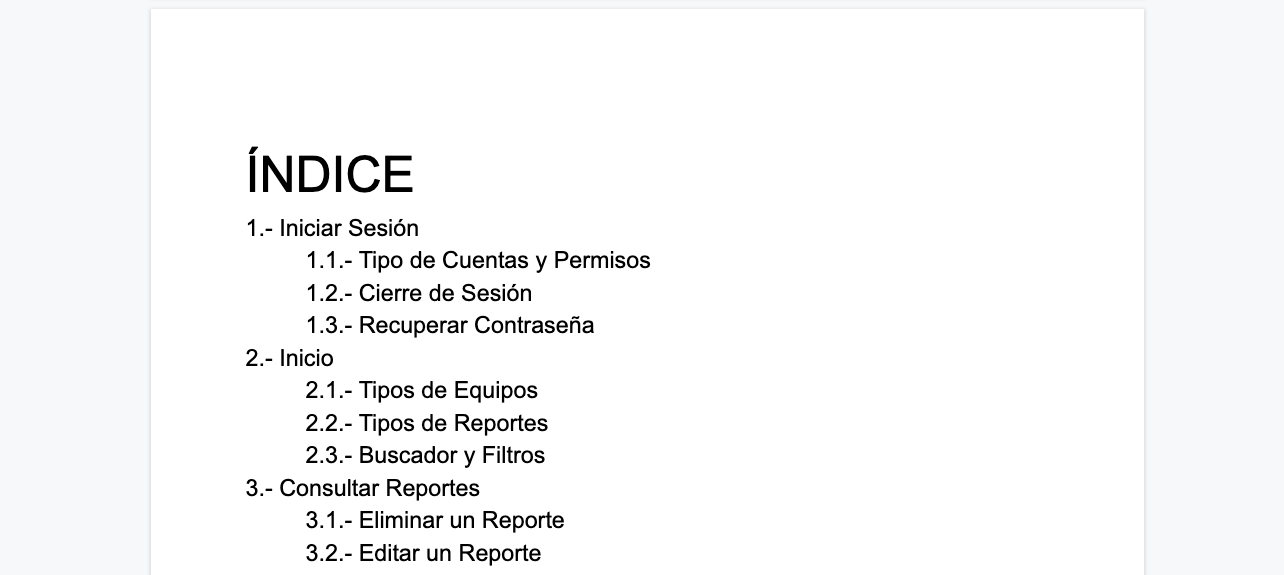 ÍNDICE
1.- Iniciar Sesión
1.1.- Tipo de Cuentas y Permisos
1.2.- Cierre de Sesión
1.3.- Recuperar Contraseña
2.- Inicio
2.1.- Tipos de Equipos
2.2.- Tipos de Reportes
2.3.- Buscador y Filtros
3.- Consultar Reportes
3.1.- Eliminar un Reporte
3.2.- Editar un Reporte